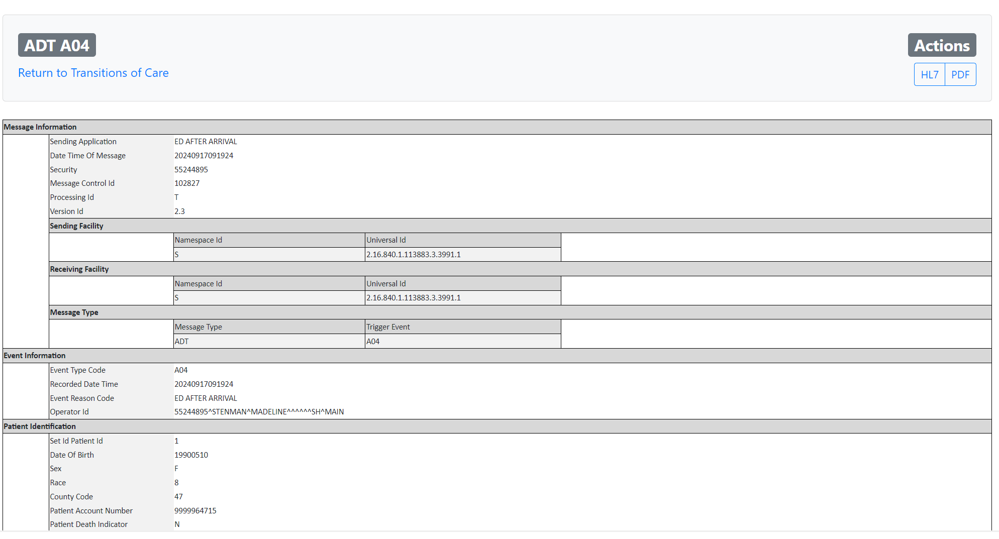 ADT A04
Actions
Return to Transitions of Care
HL7 PDF
Message Information
Sending Application ED AFTER ARRIVAL
Date Time Of Message 20240917091924
Security 55244895
Message Control Id 102827
Processing Id T
Version Id 2.3
Sending Facility
Namespace Id Universal Id
S 2.16.840.1.113883.3.3991.1
Receiving Facility
Namespace Id Universal Id
S 2.16.840.1.113883.3.3991.1
Message Type
Message Type Trigger Event
ADT A04
Event Information
Event Type Code A04
Recorded Date Time 20240917091924
Event Reason Code ED AFTER ARRIVAL
Operator Id 55244895^STENMAN^MADELINE^^^^^^SH^MAIN
Patient Identification
Set Id Patient Id 1
Date Of Birth 19900510
Sex F
Race 8
County Code 47
Patient Account Number 9999964715
Patient Death Indicator N